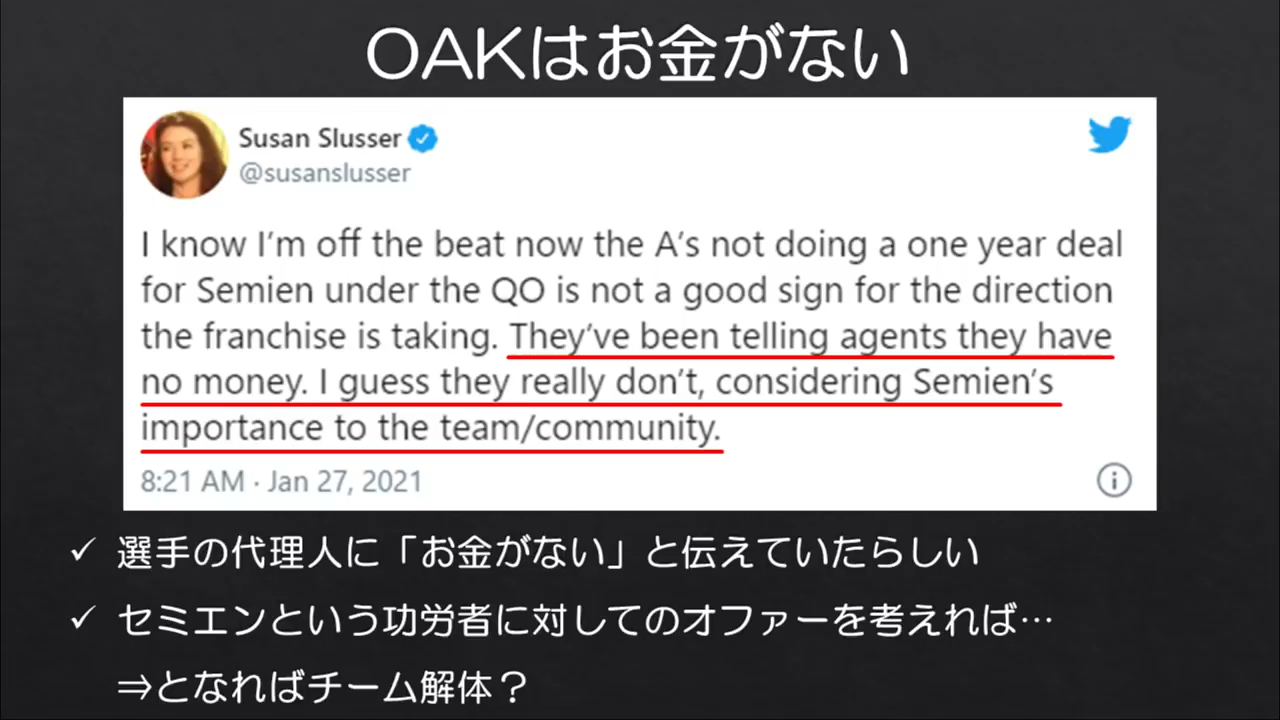 OAKはお金がない
Susan Slusser
@susanslusser
I know I'm off the beat now the A's not doing a one year deal
for Semien under the QO is not a good sign for the direction
the franchise is taking. They've been telling agents they have
no money. I guess they really don't, considering Semien's
importance to the team/community.
8:21 AM · Jan 27, 2021
✓ 選手の代理人に「お金がない」と伝えていたらしい
✓ セミエンという功労者に対してのオファーを考えれば…
⇒となればチーム解体？